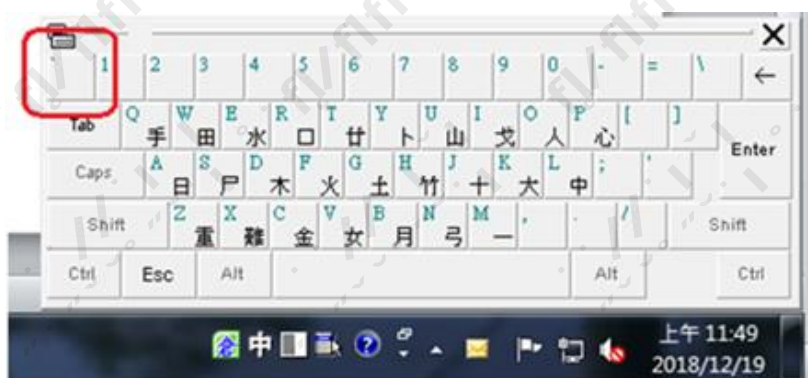 ` 1 2 3 4 5 6 7 8 9 0 - = \ ←
Tab Q 手 W 田 E 水 R 口 T 廿 Y 卜 U 山 I 戈 O 人 P 心 [ ] Enter
Caps A 日 S 尸 D 木 F 火 G 土 H 竹 J 十 K 大 L 中 ; '
Shift Z 重 X 難 C 金 V 女 B 月 N 弓 M 一 , . / Shift
Ctrl Esc Alt Alt Ctrl
倉 中 上午 11:49
2018/12/19